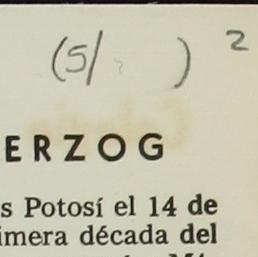 (5/ ) 2
ERZOG
s Potosí el 14 de
imera década del